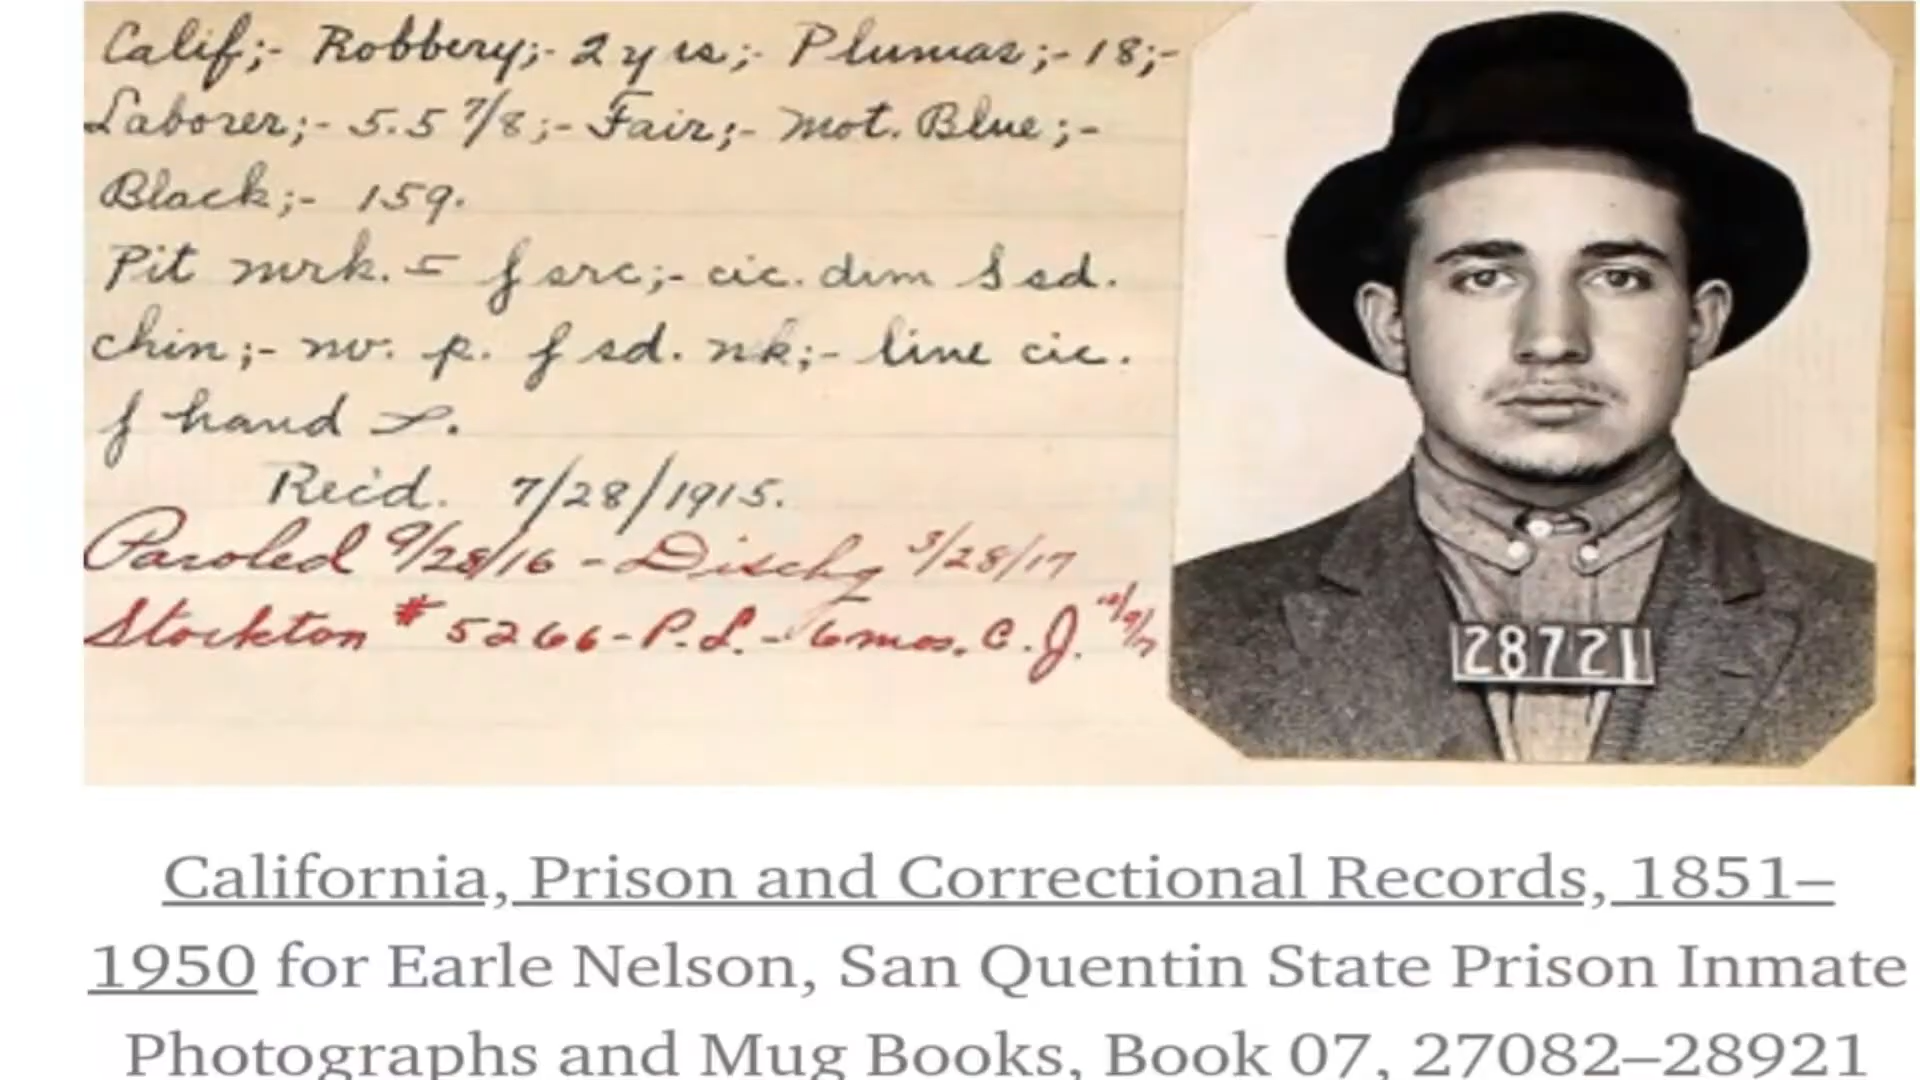 Calif;- Robbery;- 2 yrs;- Plumas;- 18;-
Laborer;- 5.5 7/8;- Fair;- Mot. Blue;-
Black;- 159.
Pit mrk. f src;- cic. dim sd.
chin;- p. f sd. nk;- line cic.
f hand
Rec'd. 7/28/1915.
Paroled 9/28/16 - Dischg 3/28/17
Stockton # 5266 - P.L. - 6 mos. C.J.
28721
California, Prison and Correctional Records, 1851–
1950 for Earle Nelson, San Quentin State Prison Inmate
Photographs and Mug Books, Book 07, 27082–28921